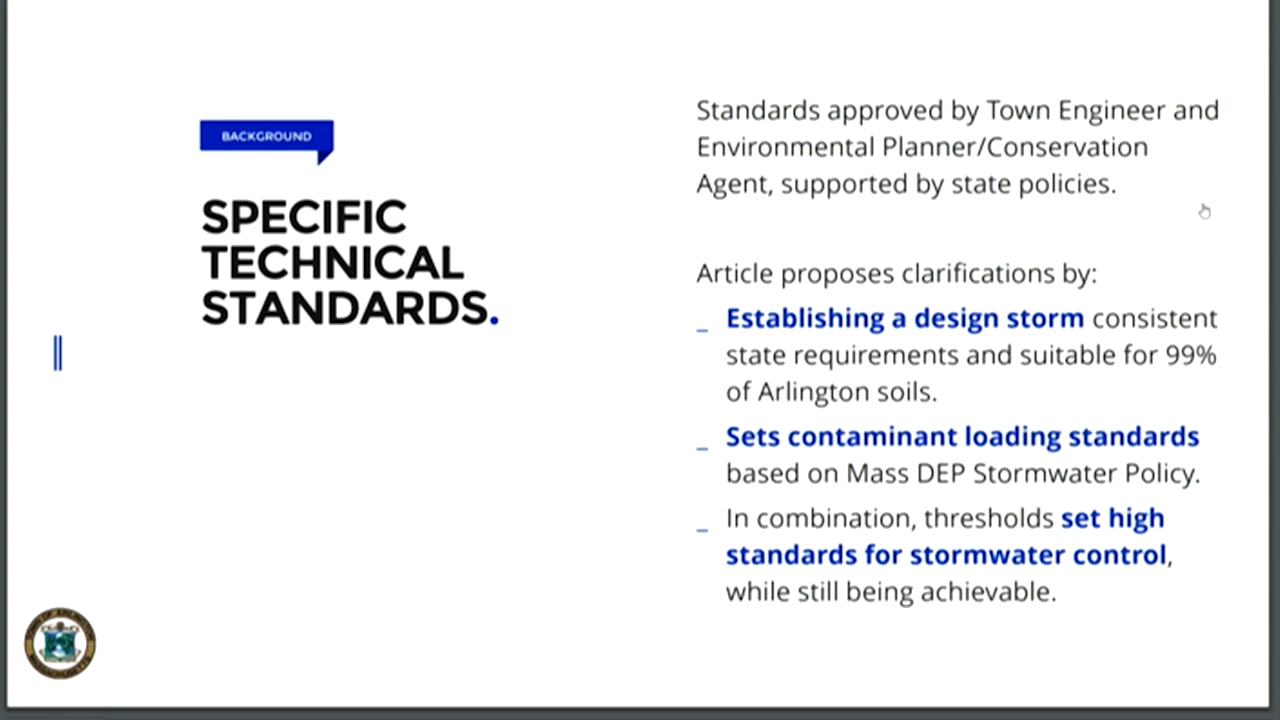 BACKGROUND
SPECIFIC
TECHNICAL
STANDARDS.
Standards approved by Town Engineer and
Environmental Planner/Conservation
Agent, supported by state policies.
Article proposes clarifications by:
_ Establishing a design storm consistent
state requirements and suitable for 99%
of Arlington soils.
_ Sets contaminant loading standards
based on Mass DEP Stormwater Policy.
_ In combination, thresholds set high
standards for stormwater control,
while still being achievable.